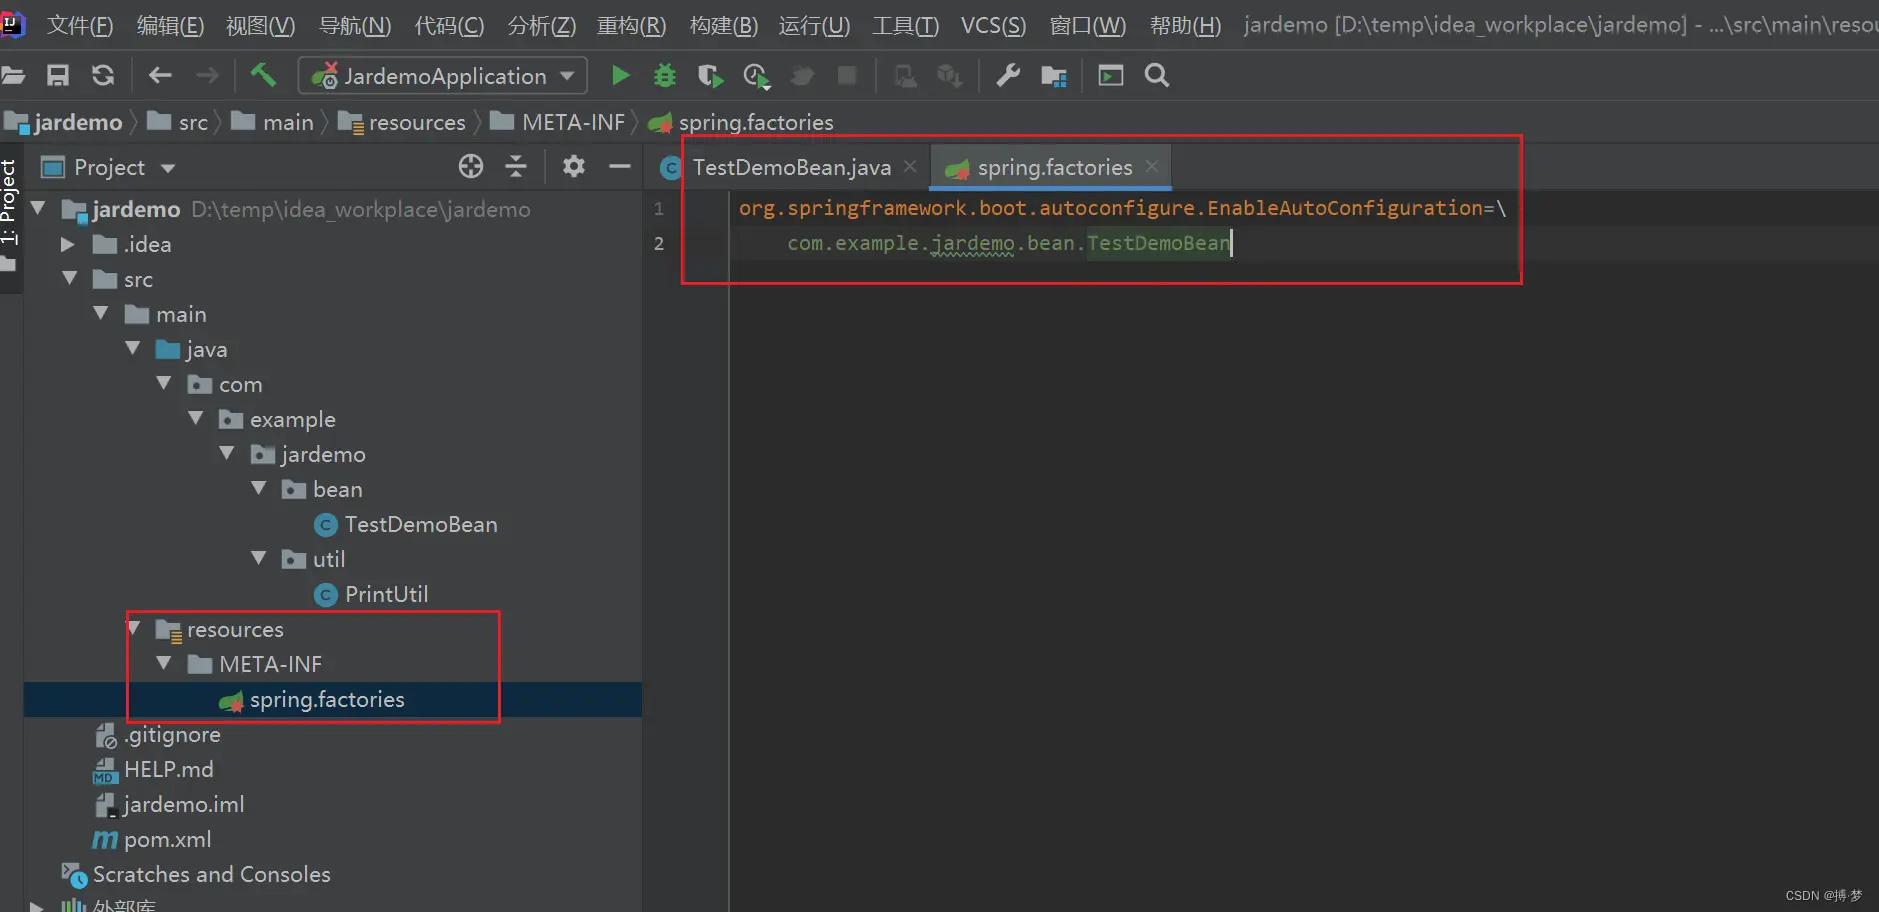 文件(F) 编辑(E) 视图(V) 导航(N) 代码(C) 分析(Z) 重构(R) 构建(B) 运行(U) 工具(T) VCS(S) 窗口(W) 帮助(H) jardemo [D:\temp\idea_workplace\jardemo] - ...\src\main\resou
JardemoApplication
jardemo src main resources META-INF spring.factories
1: Project
Project
TestDemoBean.java spring.factories
jardemo D:\temp\idea_workplace\jardemo
.idea
src
main
java
com
example
jardemo
bean
TestDemoBean
util
PrintUtil
resources
META-INF
spring.factories
.gitignore
HELP.md
jardemo.iml
pom.xml
Scratches and Consoles
外部库
1 org.springframework.boot.autoconfigure.EnableAutoConfiguration=\
2 com.example.jardemo.bean.TestDemoBean
CSDN @搏·梦